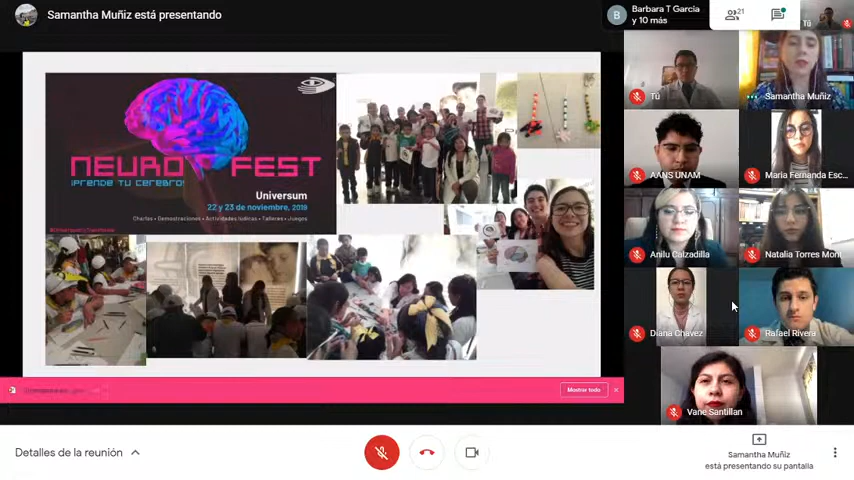 Samantha Muñiz está presentando
Barbara T Garcia
y 10 más
B
21
Tú
NEURO FEST
¡PRENDE TU CEREBRO!
Universum
22 y 23 de noviembre, 2019
Charlas • Demostraciones • Actividades lúdicas • Talleres • Juegos
Tú
Samantha Muñiz
AANS UNAM
Maria Fernanda Esc...
Anilu Calzadilla
Natalia Torres Mon
Diana Chavez
Rafael Rivera
Vane Santillan
Mostrar todo
Detalles de la reunión
Samantha Muñiz
está presentando su pantalla